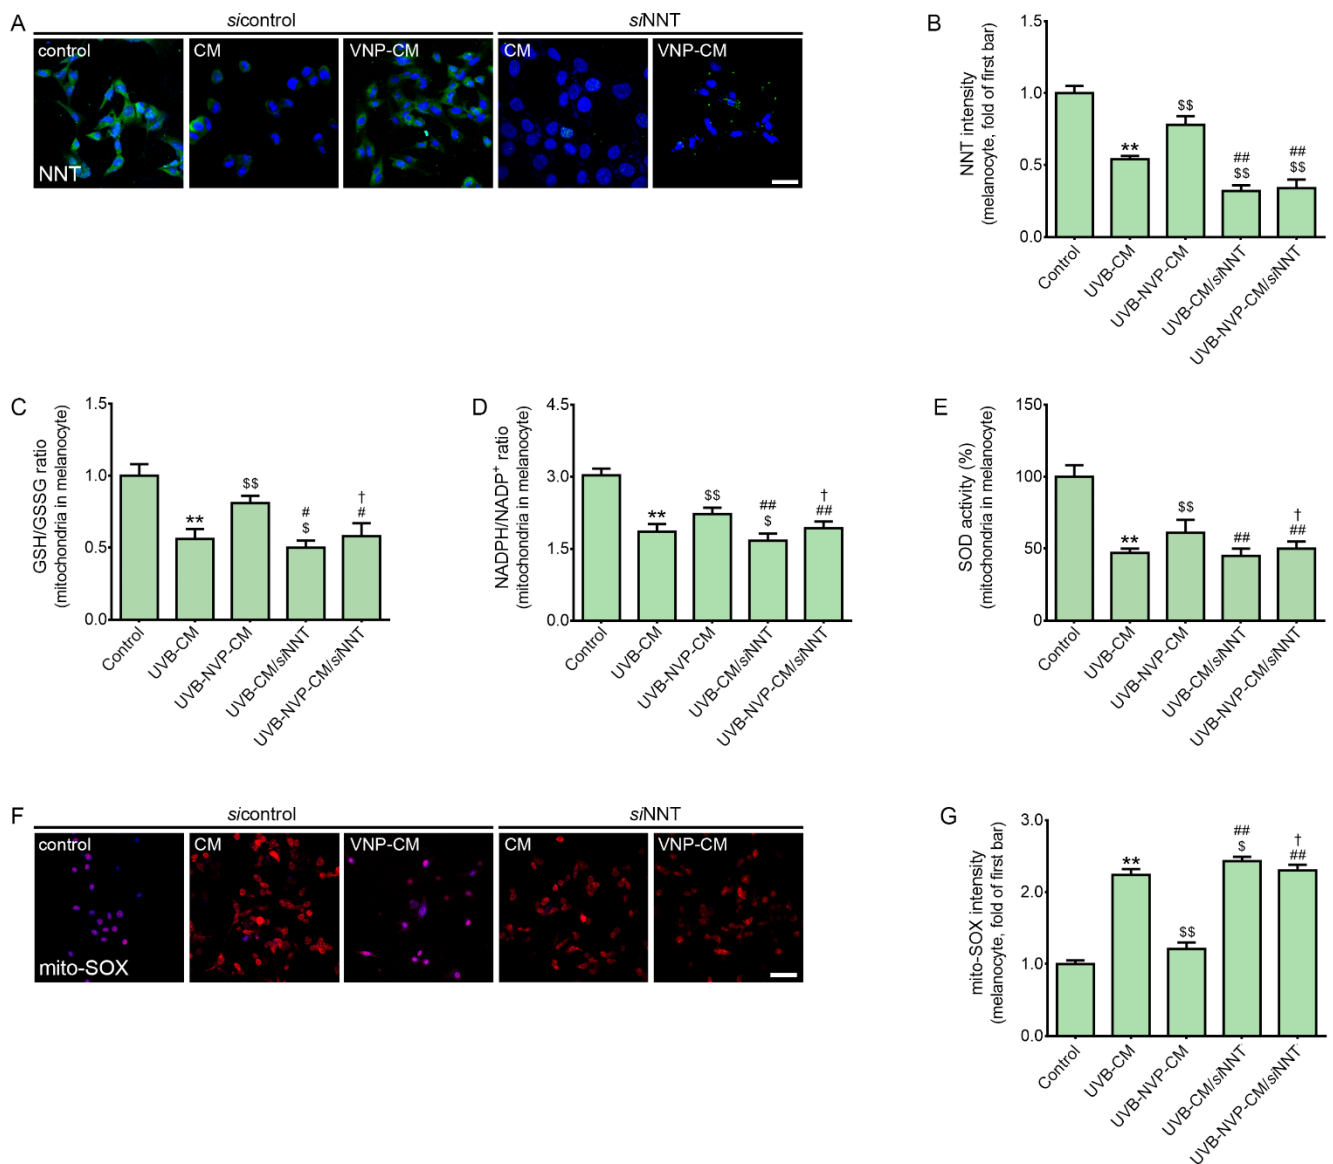 A
sicontrol
siNNT
control
CM
VNP-CM
CM
VNP-CM
NNT
B
NNT intensity
(melanocyte, fold of first bar)
1.5
1.0
0.5
0.0
**
$$
##
$$
##
$$
Control
UVB-CM
UVB-NVP-CM
UVB-CM/siNNT
UVB-NVP-CM/siNNT
C
GSH/GSSG ratio
(mitochondria in melanocyte)
1.5
1.0
0.5
0.0
**
$$
#
$
†
#
Control
UVB-CM
UVB-NVP-CM
UVB-CM/siNNT
UVB-NVP-CM/siNNT
D
NADPH/NADP+ ratio
(mitochondria in melanocyte)
4.5
3.0
1.5
0.0
**
$$
##
$
†
##
Control
UVB-CM
UVB-NVP-CM
UVB-CM/siNNT
UVB-NVP-CM/siNNT
E
SOD activity (%)
(mitochondria in melanocyte)
150
100
50
0
**
$$
##
†
##
Control
UVB-CM
UVB-NVP-CM
UVB-CM/siNNT
UVB-NVP-CM/siNNT
F
sicontrol
siNNT
control
CM
VNP-CM
CM
VNP-CM
mito-SOX
G
mito-SOX intensity
(melanocyte, fold of first bar)
3.0
2.0
1.0
0.0
**
$$
##
$
†
##
Control
UVB-CM
UVB-NVP-CM
UVB-CM/siNNT
UVB-NVP-CM/siNNT